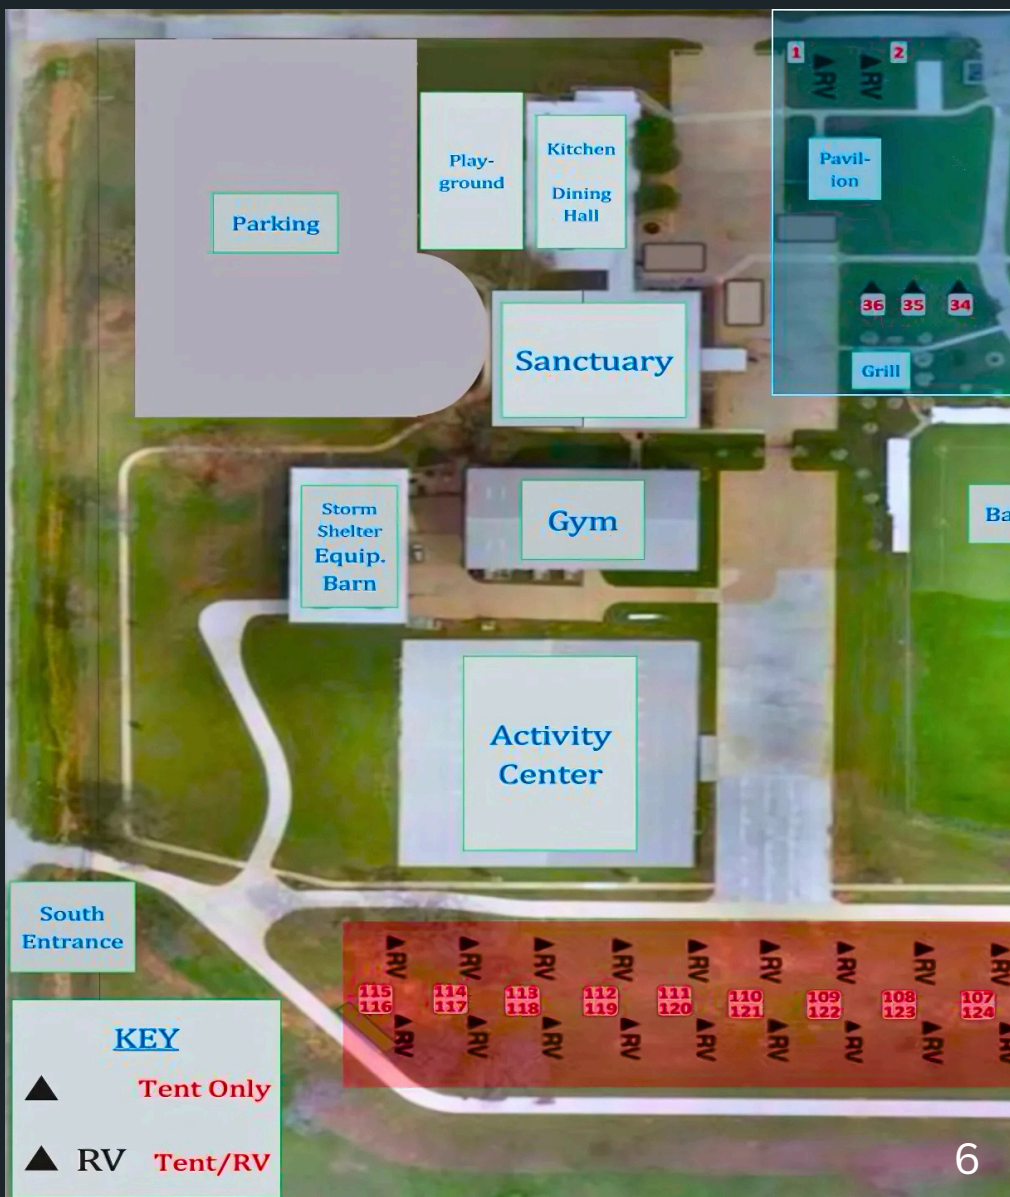 1
2
RV
RV
Play-
ground
Kitchen
Dining
Hall
Pavil-
ion
Parking
36
35
34
Sanctuary
Grill
Storm
Shelter
Equip.
Barn
Gym
Ba
Activity
Center
South
Entrance
RV RV RV RV RV RV RV RV RV
115 114 113 112 111 110 109 108 107
116 117 118 119 120 121 122 123 124
RV RV RV RV RV RV RV RV RV
KEY
Tent Only
RV Tent/RV
6